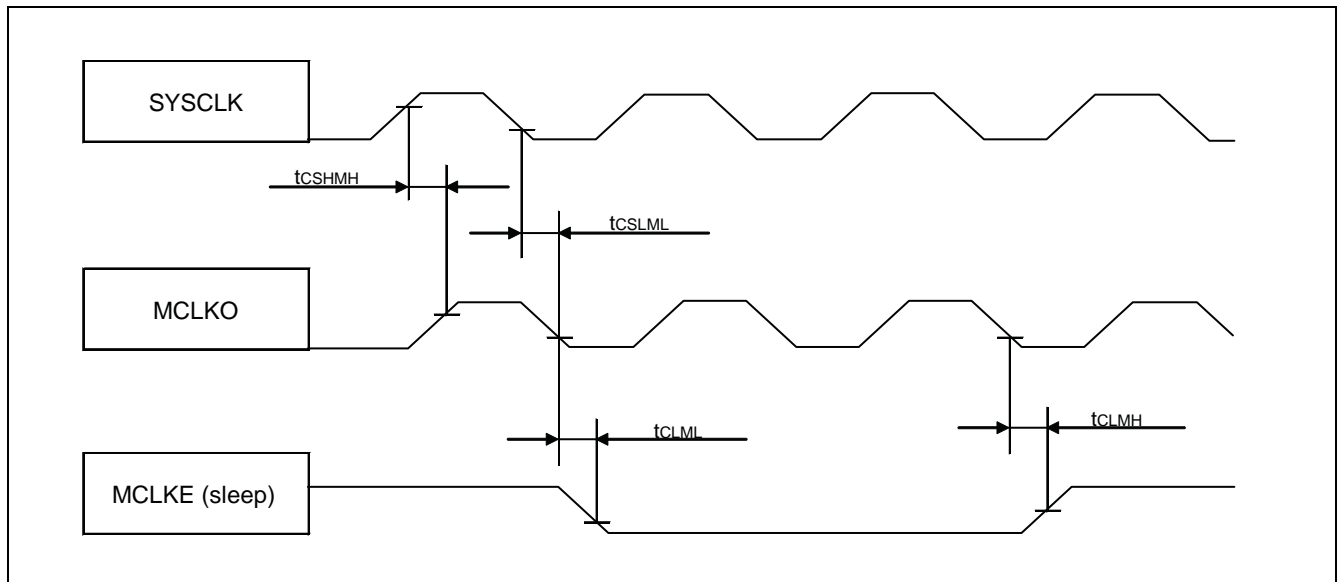 SYSCLK
tCSHMH
tCSLML
MCLKO
tCLML
tCLMH
MCLKE (sleep)